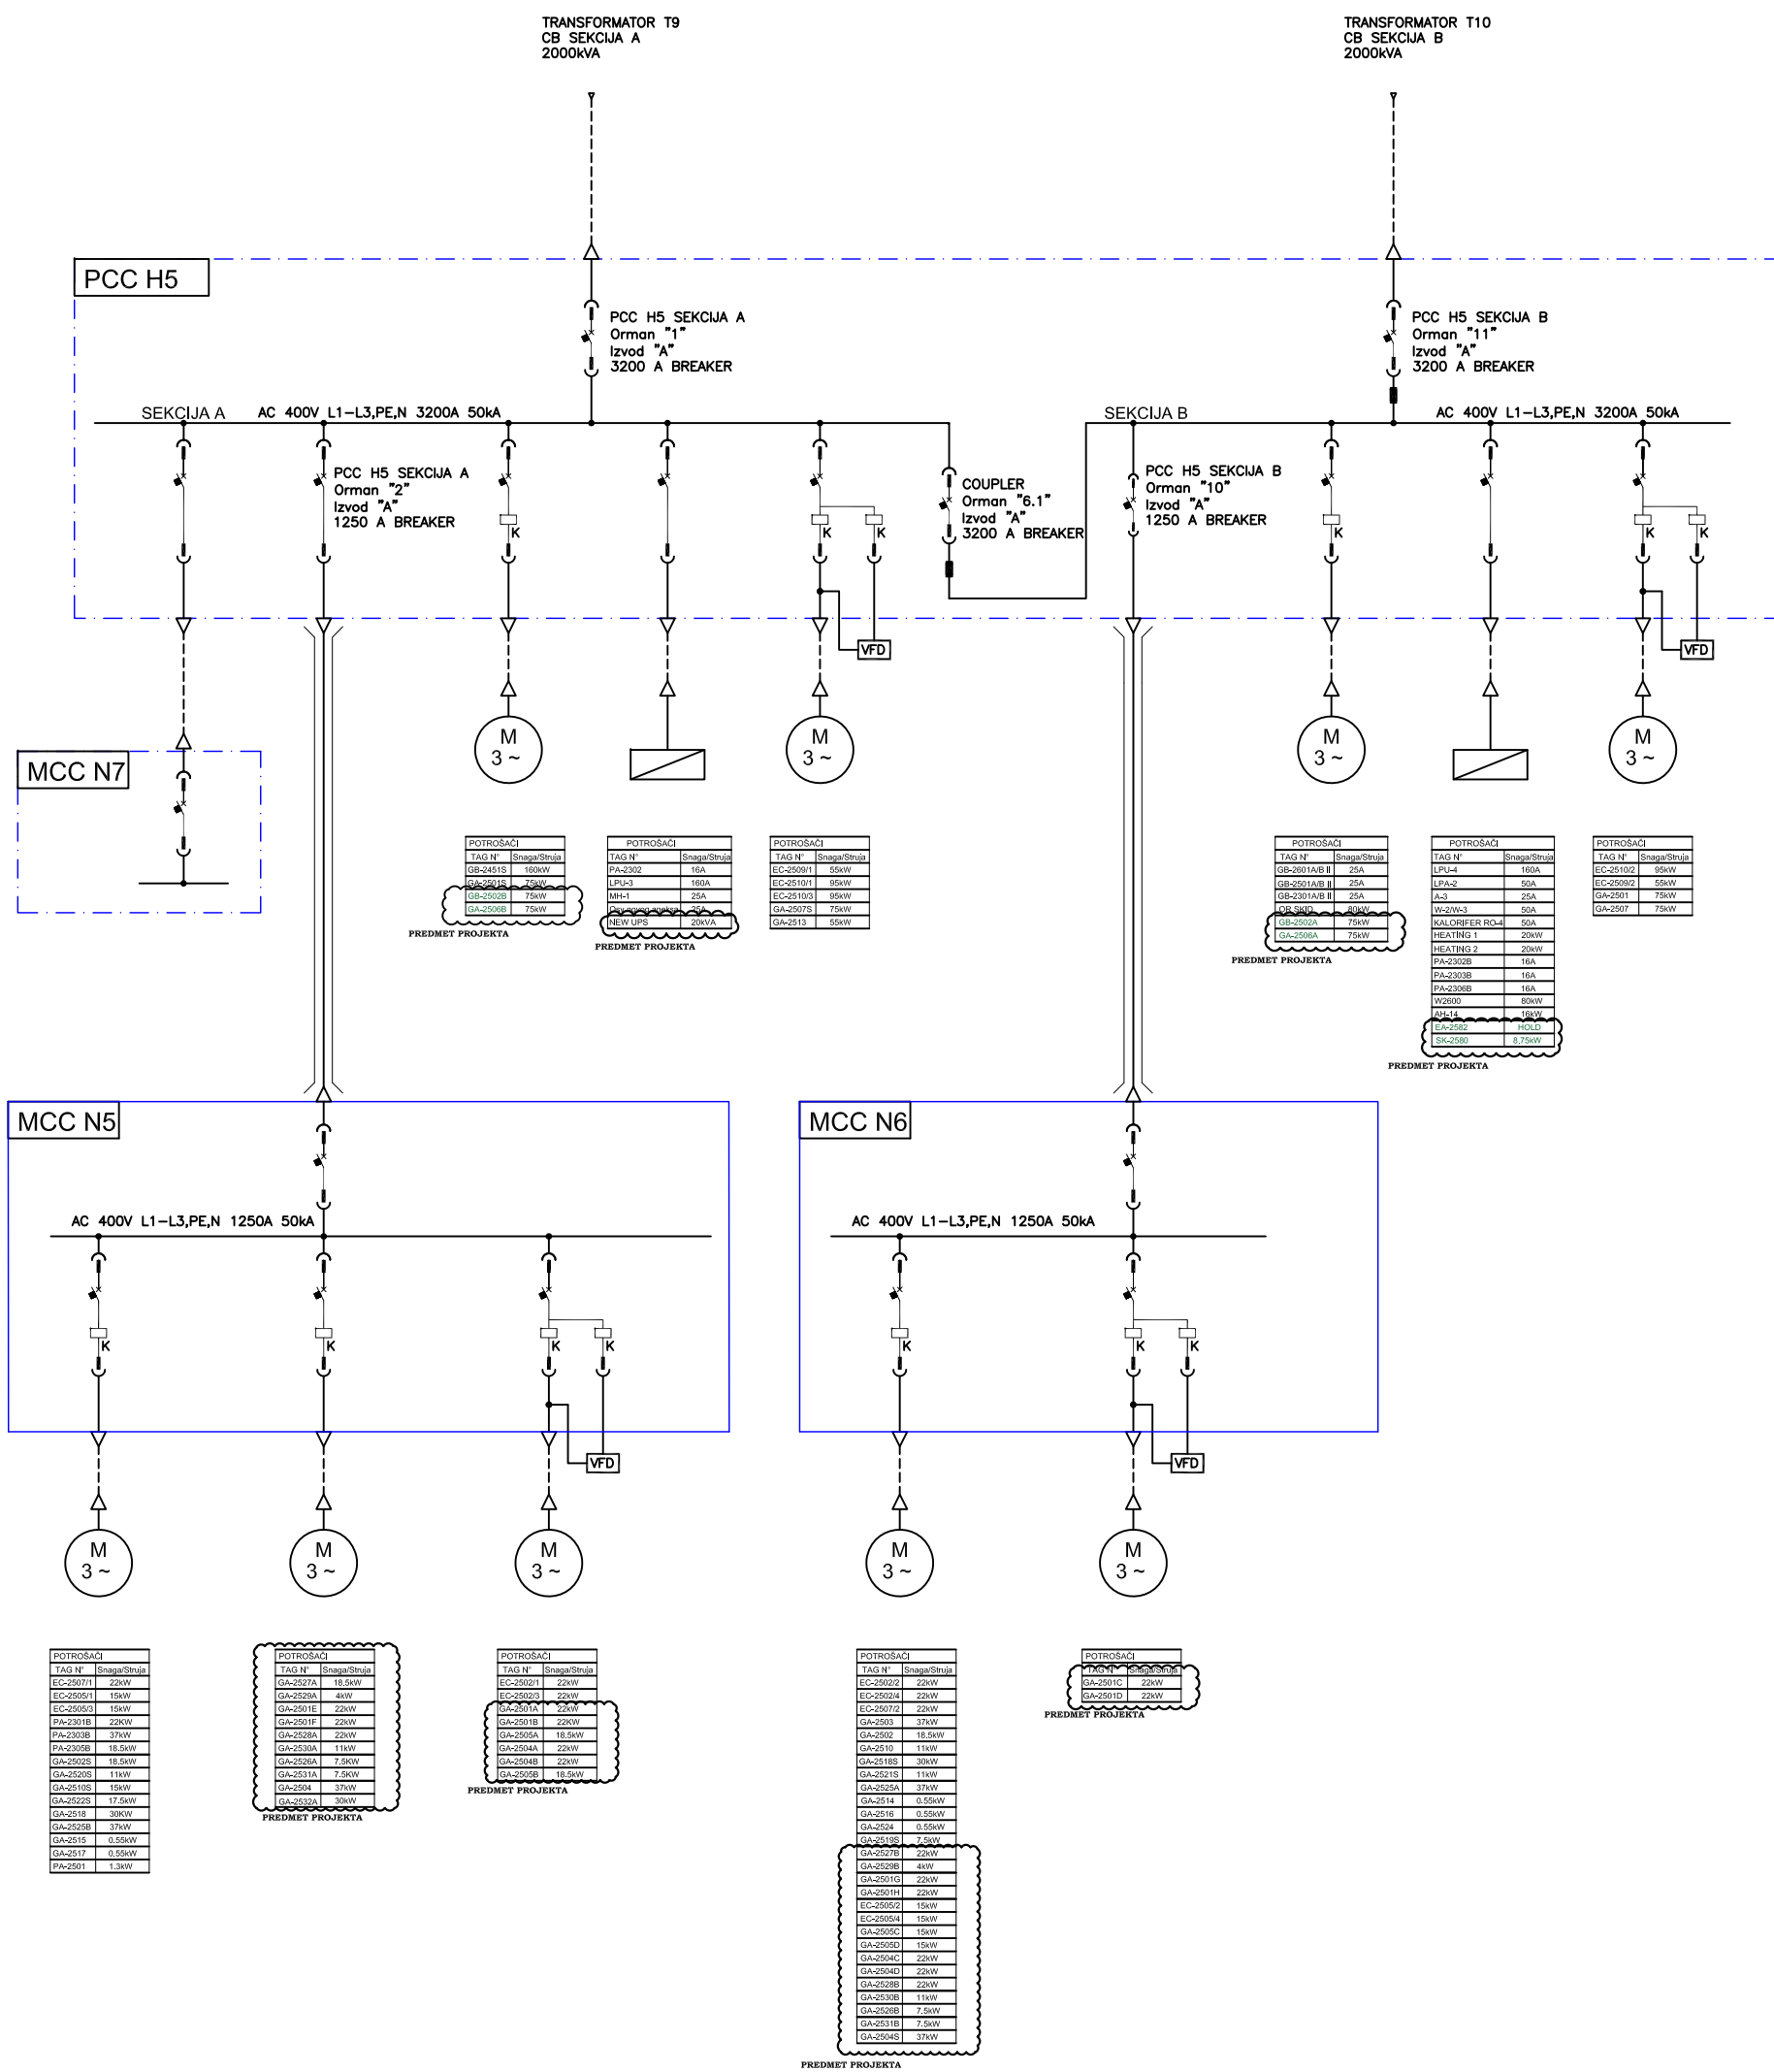 TRANSFORMATOR T9
CB SEKCIJA A
2000kVA
TRANSFORMATOR T10
CB SEKCIJA B
2000kVA
PCC H5
PCC H5 SEKCIJA A
Orman "1"
Izvod "A"
3200 A BREAKER
PCC H5 SEKCIJA B
Orman "11"
Izvod "A"
3200 A BREAKER
SEKCIJA A
AC 400V L1-L3,PE,N 3200A 50kA
SEKCIJA B
AC 400V L1-L3,PE,N 3200A 50kA
PCC H5 SEKCIJA A
Orman "2"
Izvod "A"
1250 A BREAKER
K
K
K
COUPLER
Orman "6.1"
Izvod "A"
3200 A BREAKER
PCC H5 SEKCIJA B
Orman "10"
Izvod "A"
1250 A BREAKER
K
K
K
VFD
VFD
M
3 ~
M
3 ~
M
3 ~
M
3 ~
MCC N7
POTROŠAČI
TAG N° Snaga/Struja
GB-2451S 160kW
GA-2501S 75kW
GB-2502B 75kW
GA-2506B 75kW
PREDMET PROJEKTA
POTROŠAČI
TAG N° Snaga/Struja
PA-2302 16A
LPU-3 160A
MH-1 25A
Osv.novog aneksa 25A
NEW UPS 20kVA
PREDMET PROJEKTA
POTROŠAČI
TAG N° Snaga/Struja
EC-2509/1 55kW
EC-2510/1 95kW
EC-2510/3 95kW
GA-2507S 75kW
GA-2513 55kW
POTROŠAČI
TAG N° Snaga/Struja
GB-2601A/B II 25A
GB-2501A/B II 25A
GB-2301A/B II 25A
OR SKID 80kW
GB-2502A 75kW
GA-2506A 75kW
PREDMET PROJEKTA
POTROŠAČI
TAG N° Snaga/Struja
LPU-4 160A
LPA-2 50A
A-3 25A
W-2/W-3 50A
KALORIFER RO-4 50A
HEATING 1 20kW
HEATING 2 20kW
PA-2302B 16A
PA-2303B 16A
PA-2306B 16A
W2600 80kW
AH-14 16kW
EA-2582 HOLD
SK-2580 8,75kW
PREDMET PROJEKTA
POTROŠAČI
TAG N° Snaga/Struja
EC-2510/2 95kW
EC-2509/2 55kW
GA-2501 75kW
GA-2507 75kW
MCC N5
AC 400V L1-L3,PE,N 1250A 50kA
K
K
K
K
VFD
M
3 ~
M
3 ~
M
3 ~
MCC N6
AC 400V L1-L3,PE,N 1250A 50kA
K
K
K
VFD
M
3 ~
M
3 ~
POTROŠAČI
TAG N° Snaga/Struja
EC-2507/1 22kW
EC-2505/1 15kW
EC-2505/3 15kW
PA-2301B 22KW
PA-2303B 37kW
PA-2305B 18.5kW
GA-2502S 18.5kW
GA-2520S 11kW
GA-2510S 15kW
GA-2522S 17.5kW
GA-2518 30KW
GA-2525B 37kW
GA-2515 0.55kW
GA-2517 0,55kW
PA-2501 1.3kW
POTROŠAČI
TAG N° Snaga/Struja
GA-2527A 18.5kW
GA-2529A 4kW
GA-2501E 22kW
GA-2501F 22kW
GA-2528A 22kW
GA-2530A 11kW
GA-2526A 7.5KW
GA-2531A 7.5KW
GA-2504 37kW
GA-2532A 30kW
PREDMET PROJEKTA
POTROŠAČI
TAG N° Snaga/Struja
EC-2502/1 22kW
EC-2502/3 22kW
GA-2501A 22kW
GA-2501B 22KW
GA-2505A 18.5kW
GA-2504A 22kW
GA-2504B 22kW
GA-2505B 18.5kW
PREDMET PROJEKTA
POTROŠAČI
TAG N° Snaga/Struja
EC-2502/2 22kW
EC-2502/4 22kW
EC-2507/2 22kW
GA-2503 37kW
GA-2502 18.5kW
GA-2510 11kW
GA-2518S 30kW
GA-2521S 11kW
GA-2525A 37kW
GA-2514 0.55kW
GA-2516 0.55kW
GA-2524 0.55kW
GA-2519S 7.5kW
GA-2527B 22kW
GA-2529B 4kW
GA-2501G 22kW
GA-2501H 22kW
EC-2505/2 15kW
EC-2505/4 15kW
GA-2505C 15kW
GA-2505D 15kW
GA-2504C 22kW
GA-2504D 22kW
GA-2528B 22kW
GA-2530B 11kW
GA-2526B 7.5kW
GA-2531B 7.5kW
GA-2504S 37kW
PREDMET PROJEKTA
POTROŠAČI
TAG N° Snaga/Struja
GA-2501C 22kW
GA-2501D 22kW
PREDMET PROJEKTA